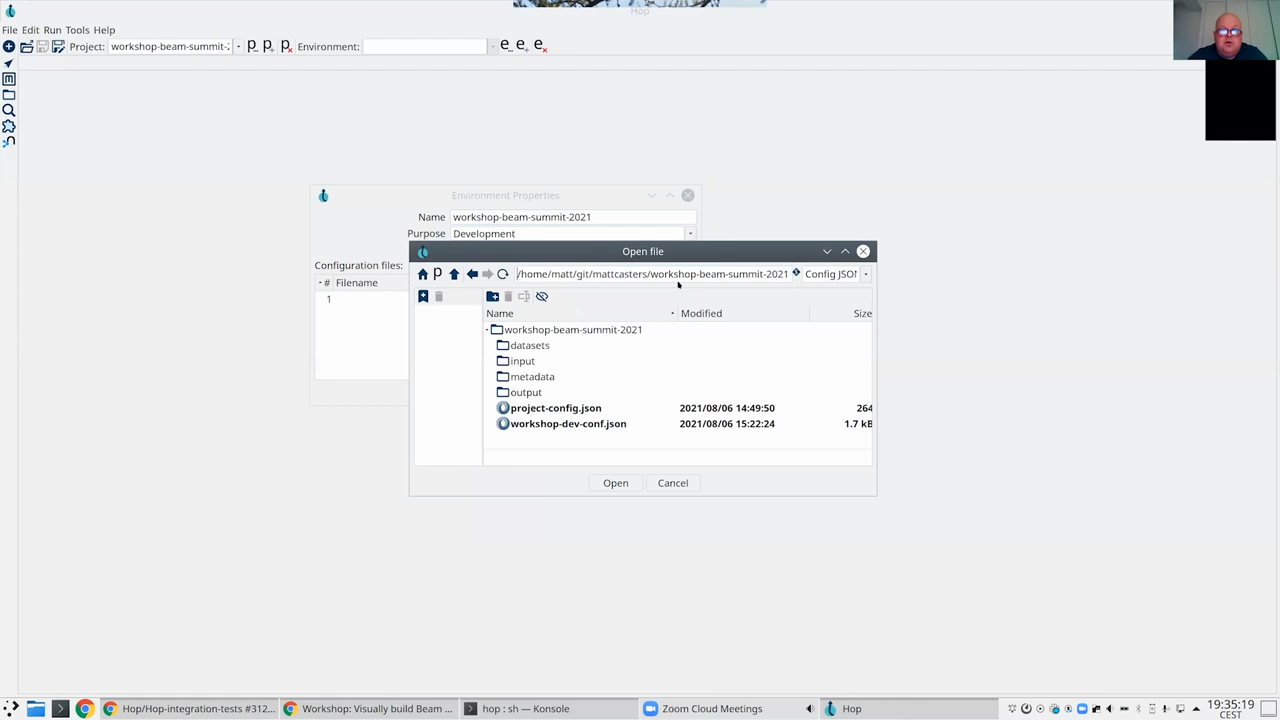 Hop
File Edit Run Tools Help
Project: workshop-beam-summit-2 Environment:
Environment Properties
Name workshop-beam-summit-2021
Purpose Development
Configuration files:
# Filename
1
Open file
/home/matt/git/mattcasters/workshop-beam-summit-2021 Config JSON
Name Modified Size
workshop-beam-summit-2021
datasets
input
metadata
output
project-config.json 2021/08/06 14:49:50 264
workshop-dev-conf.json 2021/08/06 15:22:24 1.7 kB
Open Cancel
Hop/Hop-integration-tests #312... Workshop: Visually build Beam ... hop : sh — Konsole Zoom Cloud Meetings Hop 19:35:19
CEST